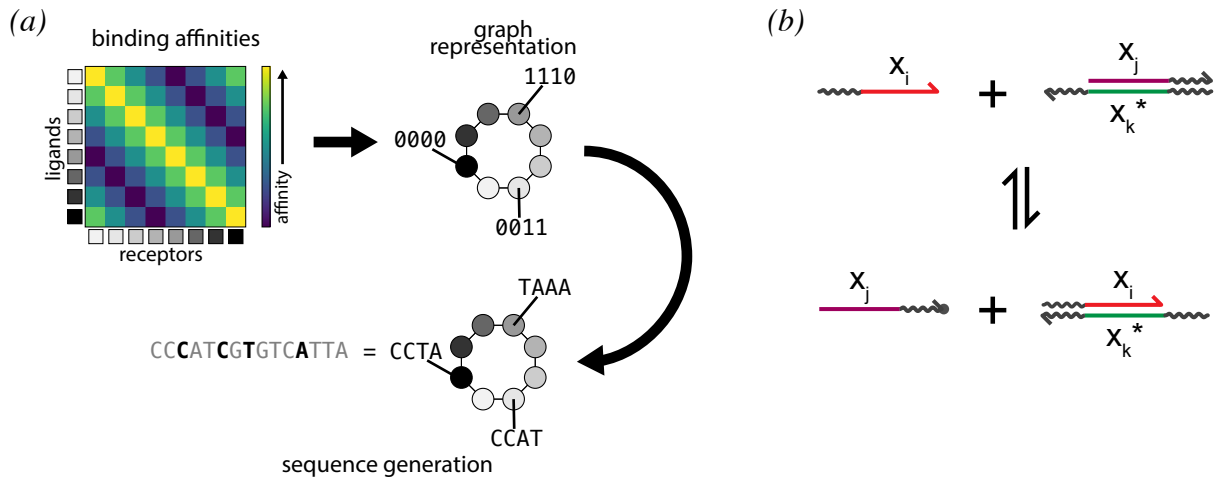 (a)
binding affinities
ligands
receptors
affinity
graph
representation
1110
0000
0011
TAAA
CCCATCGTGTCATTA = CCTA
CCAT
sequence generation
(b)
X_i
+
X_j
X_k*
X_j
+
X_i
X_k*